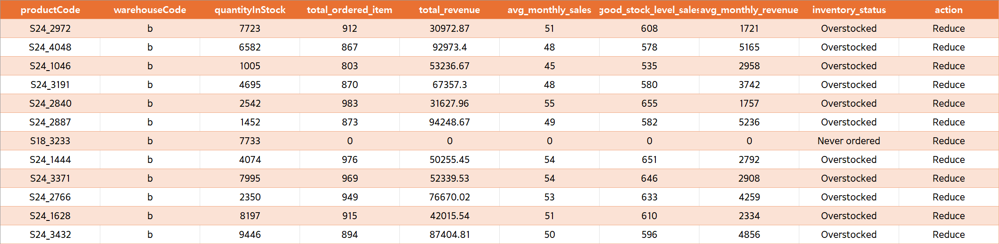 productCode warehouseCode quantityInStock total_ordered_item total_revenue avg_monthly_sales good_stock_level_sales avg_monthly_revenue inventory_status action
S24_2972 b 7723 912 30972.87 51 608 1721 Overstocked Reduce
S24_4048 b 6582 867 92973.4 48 578 5165 Overstocked Reduce
S24_1046 b 1005 803 53236.67 45 535 2958 Overstocked Reduce
S24_3191 b 4695 870 67357.3 48 580 3742 Overstocked Reduce
S24_2840 b 2542 983 31627.96 55 655 1757 Overstocked Reduce
S24_2887 b 1452 873 94248.67 49 582 5236 Overstocked Reduce
S18_3233 b 7733 0 0 0 0 0 Never ordered Reduce
S24_1444 b 4074 976 50255.45 54 651 2792 Overstocked Reduce
S24_3371 b 7995 969 52339.53 54 646 2908 Overstocked Reduce
S24_2766 b 2350 949 76670.02 53 633 4259 Overstocked Reduce
S24_1628 b 8197 915 42015.54 51 610 2334 Overstocked Reduce
S24_3432 b 9446 894 87404.81 50 596 4856 Overstocked Reduce